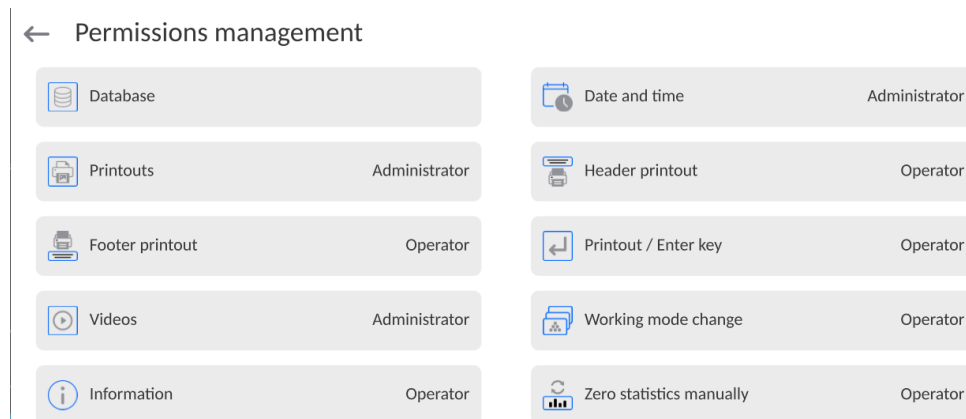 Permissions management
Database
Date and time Administrator
Printouts Administrator
Header printout Operator
Footer printout Operator
Printout / Enter key Operator
Videos Administrator
Working mode change Operator
Information Operator
Zero statistics manually Operator